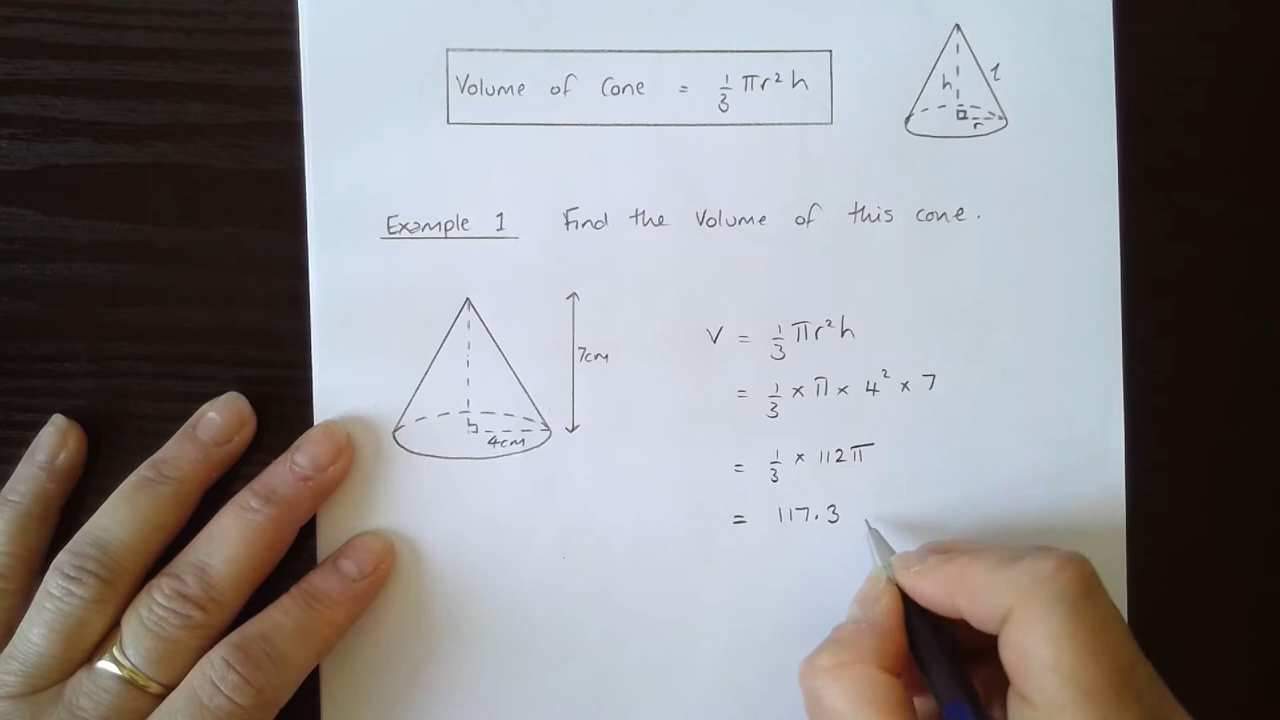 Volume of Cone = 1/3 πr²h
h
l
r
Example 1 Find the Volume of this cone.
7cm
4cm
V = 1/3 πr²h
= 1/3 × π × 4² × 7
= 1/3 × 112π
= 117.3